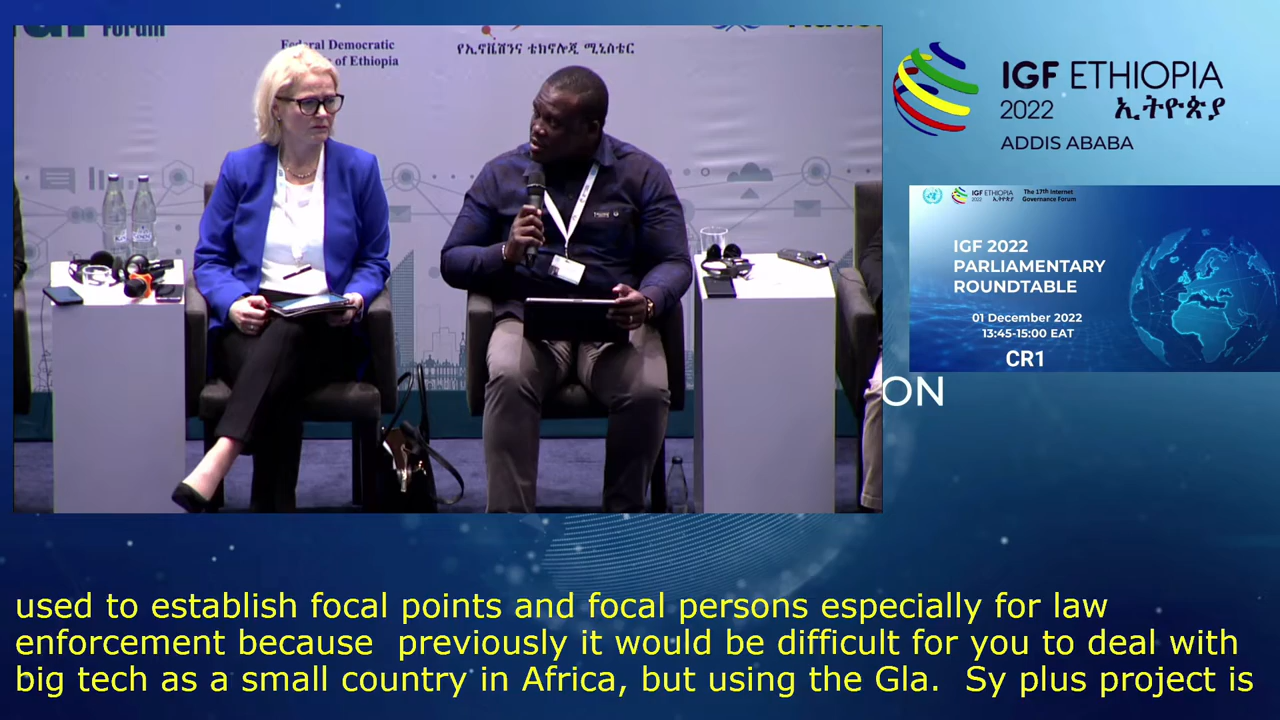 Forum
Federal Democratic
of Ethiopia
የኢኖቬሽንና ቴክኖሎጂ ሚኒስቴር
IGF ETHIOPIA
2022 ኢትዮጵያ
ADDIS ABABA
IGF ETHIOPIA
2022 ኢትዮጵያ
The 17th Internet
Governance Forum
IGF 2022
PARLIAMENTARY
ROUNDTABLE
01 December 2022
13:45-15:00 EAT
CR1
ON
used to establish focal points and focal persons especially for law
enforcement because previously it would be difficult for you to deal with
big tech as a small country in Africa, but using the Gla. Sy plus project is